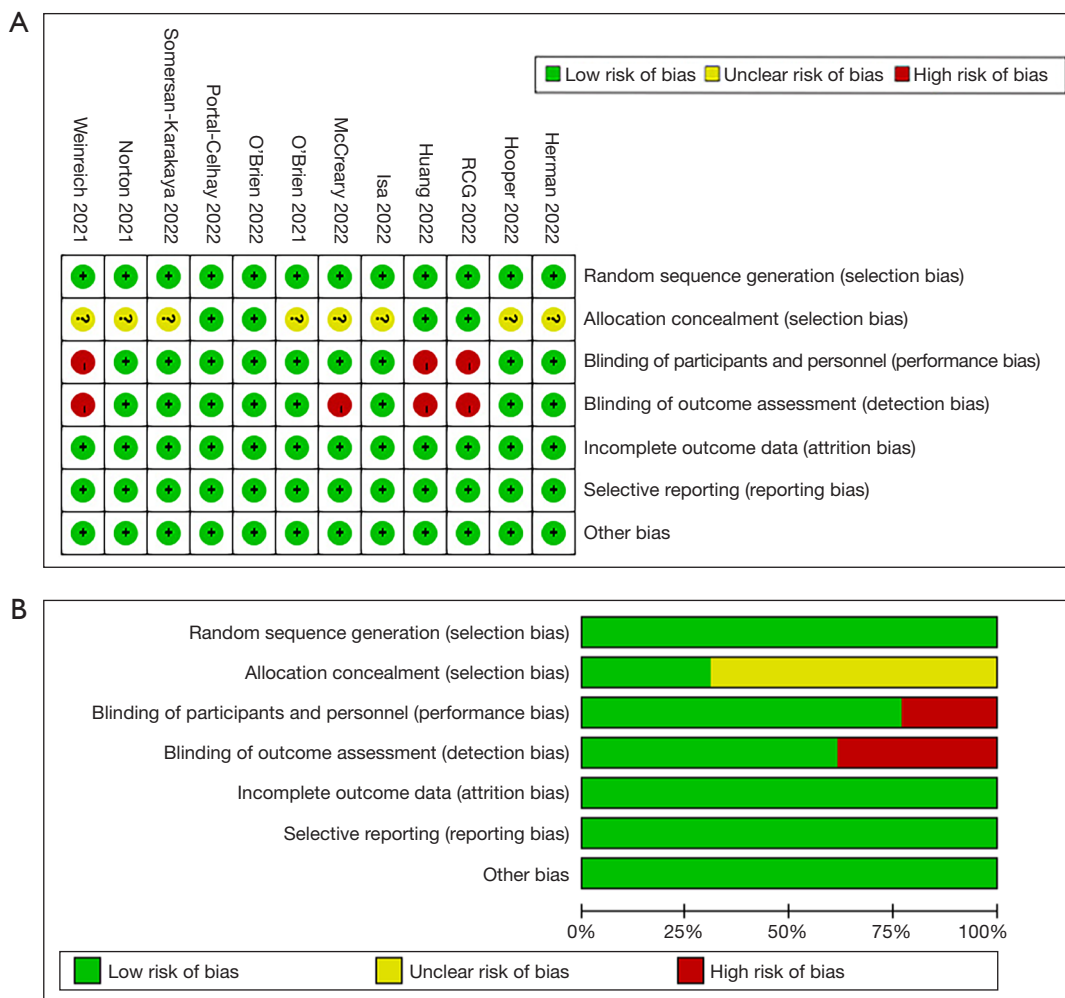 A
Low risk of bias
Unclear risk of bias
High risk of bias
Weinreich 2021
Norton 2021
Somersan-Karakaya 2022
Portal-Celhay 2022
O'Brien 2022
O'Brien 2021
McCreary 2022
Isa 2022
Huang 2022
RCG 2022
Hooper 2022
Herman 2022
+ + + + + + + + + + + + Random sequence generation (selection bias)
? ? ? + + ? ? ? + + ? ? Allocation concealment (selection bias)
- + + + + + + + - - + + Blinding of participants and personnel (performance bias)
- + + + + + - + - - + + Blinding of outcome assessment (detection bias)
+ + + + + + + + + + + + Incomplete outcome data (attrition bias)
+ + + + + + + + + + + + Selective reporting (reporting bias)
+ + + + + + + + + + + + Other bias
B
Random sequence generation (selection bias)
Allocation concealment (selection bias)
Blinding of participants and personnel (performance bias)
Blinding of outcome assessment (detection bias)
Incomplete outcome data (attrition bias)
Selective reporting (reporting bias)
Other bias
0% 25% 50% 75% 100%
Low risk of bias
Unclear risk of bias
High risk of bias